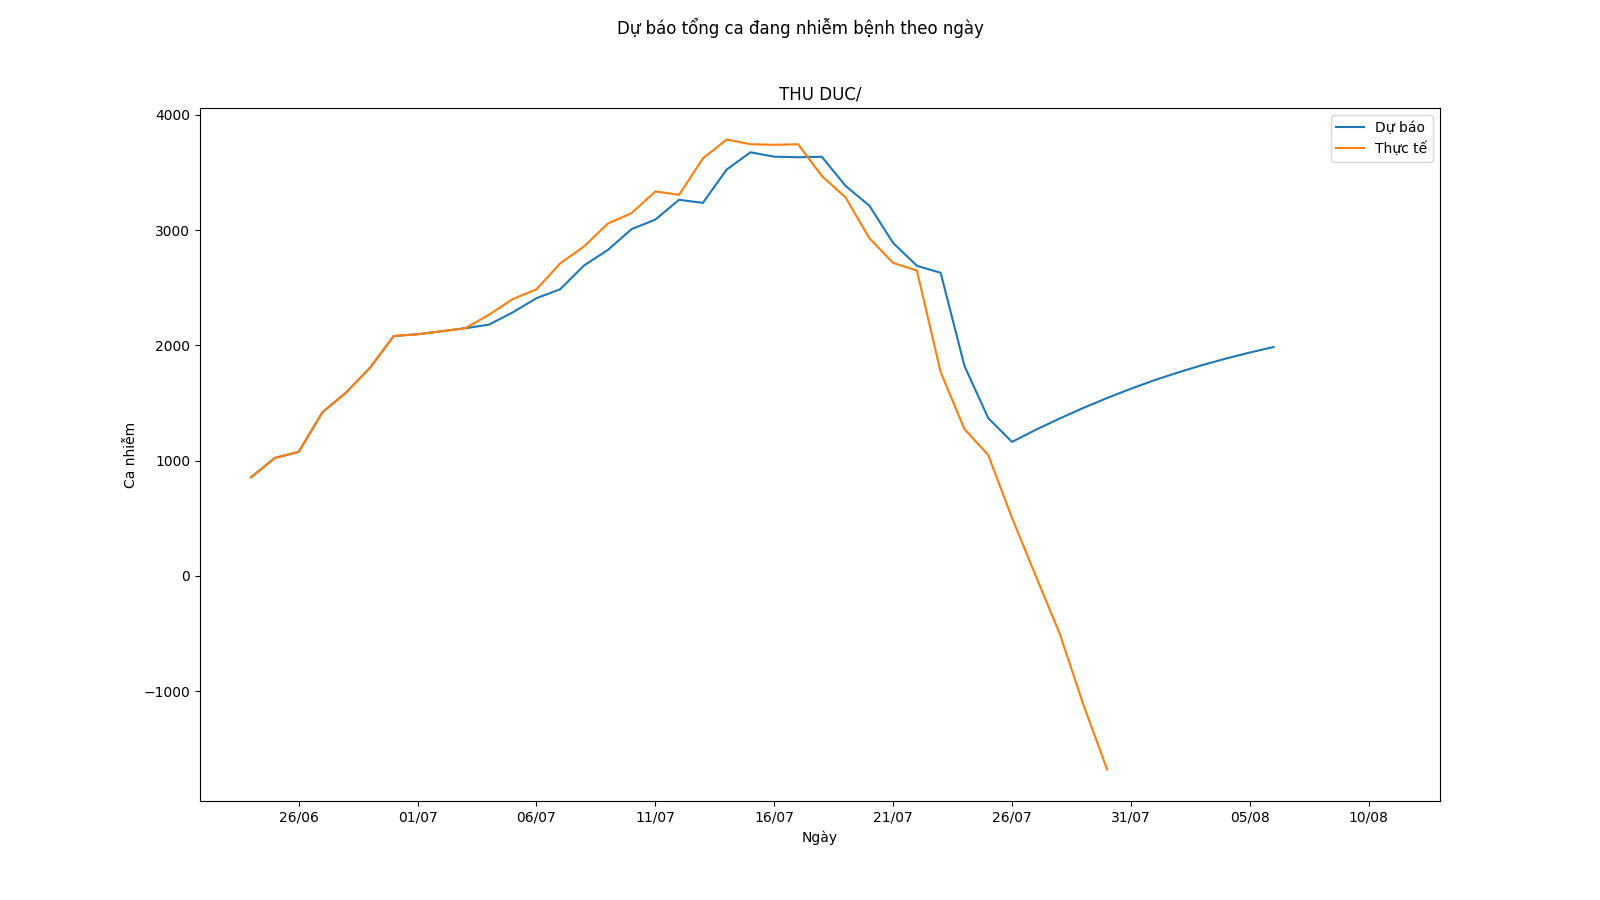 Dự báo tổng ca đang nhiễm bệnh theo ngày
THU DUC/
Dự báo
Thực tế
4000
3000
2000
1000
0
−1000
Ca nhiễm
26/06
01/07
06/07
11/07
16/07
21/07
26/07
31/07
05/08
10/08
Ngày